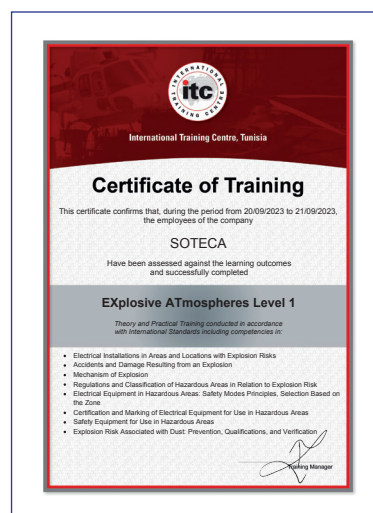 INTERNATIONAL
itc
TRAINING CENTRE
International Training Centre, Tunisia
Certificate of Training
This certificate confirms that, during the period from 20/09/2023 to 21/09/2023,
the employees of the company
SOTECA
Have been assessed against the learning outcomes
and successfully completed
EXplosive ATmospheres Level 1
Theory and Practical Training conducted in accordance
with International Standards including competencies in:
• Electrical Installations in Areas and Locations with Explosion Risks
• Accidents and Damage Resulting from an Explosion
• Mechanism of Explosion
• Regulations and Classification of Hazardous Areas in Relation to Explosion Risk
• Electrical Equipment in Hazardous Areas: Safety Modes Principles, Selection Based on
the Zone
• Certification and Marking of Electrical Equipment for Use in Hazardous Areas
• Safety Equipment for Use in Hazardous Areas
• Explosion Risk Associated with Dust: Prevention, Qualifications, and Verification
Training Manager